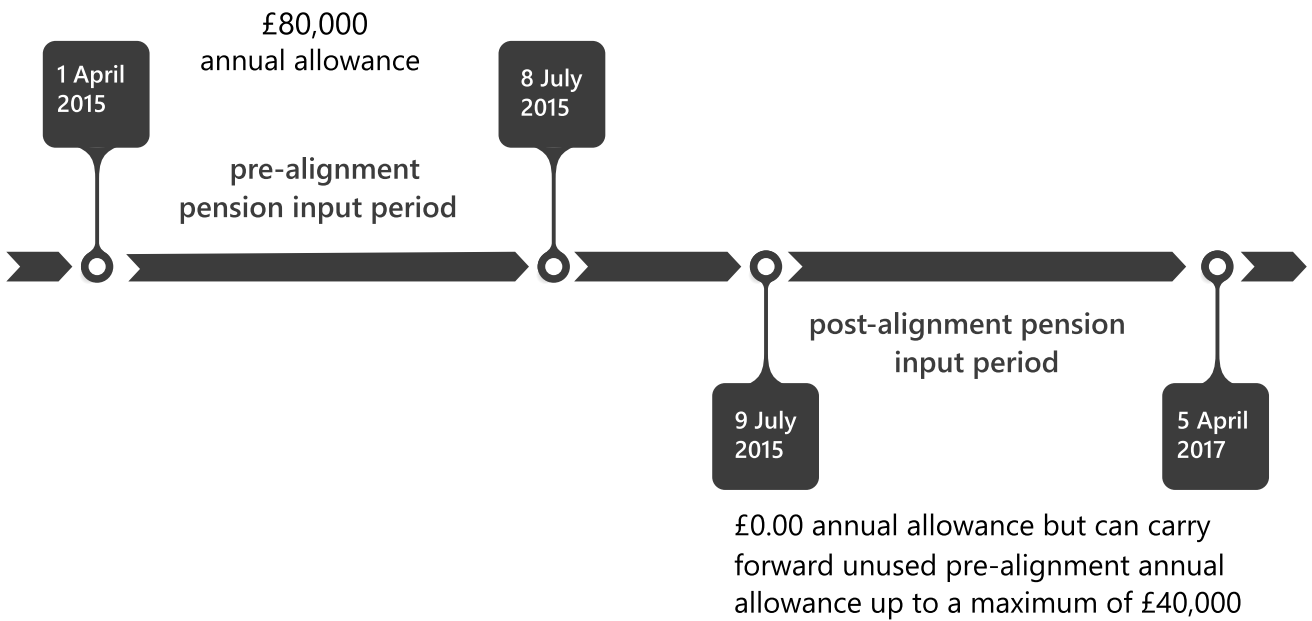 £80,000
annual allowance
1 April
2015
8 July
2015
pre-alignment
pension input period
post-alignment pension
input period
9 July
2015
5 April
2017
£0.00 annual allowance but can carry
forward unused pre-alignment annual
allowance up to a maximum of £40,000